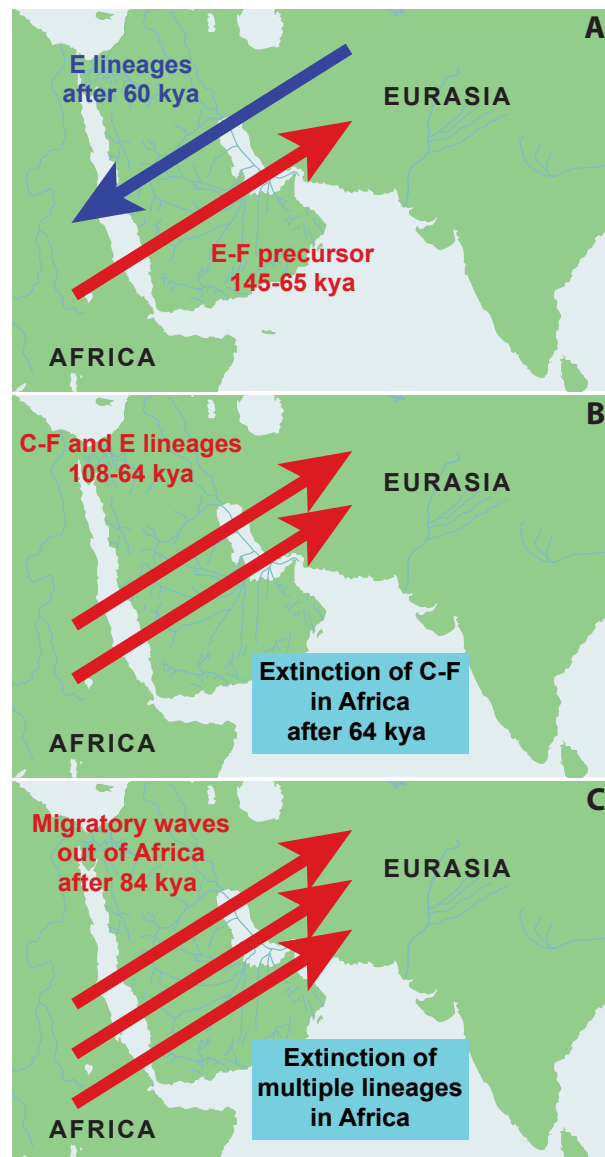 A
E lineages
after 60 kya
EURASIA
E-F precursor
145-65 kya
AFRICA
B
C-F and E lineages
108-64 kya
EURASIA
Extinction of C-F
in Africa
after 64 kya
AFRICA
C
Migratory waves
out of Africa
after 84 kya
EURASIA
Extinction of
multiple lineages
in Africa
AFRICA